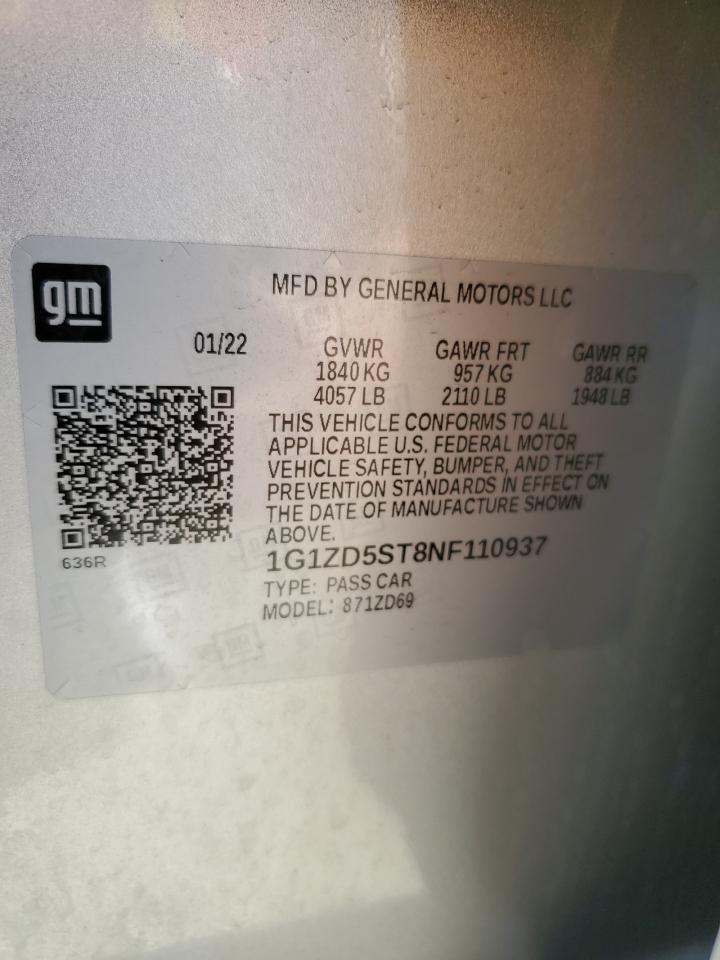 gm
MFD BY GENERAL MOTORS LLC
01/22
GVWR GAWR FRT GAWR RR
1840 KG 957 KG 884 KG
4057 LB 2110 LB 1948 LB
THIS VEHICLE CONFORMS TO ALL
APPLICABLE U.S. FEDERAL MOTOR
VEHICLE SAFETY, BUMPER, AND THEFT
PREVENTION STANDARDS IN EFFECT ON
THE DATE OF MANUFACTURE SHOWN
ABOVE.
636R
1G1ZD5ST8NF110937
TYPE: PASS CAR
MODEL: 871ZD69